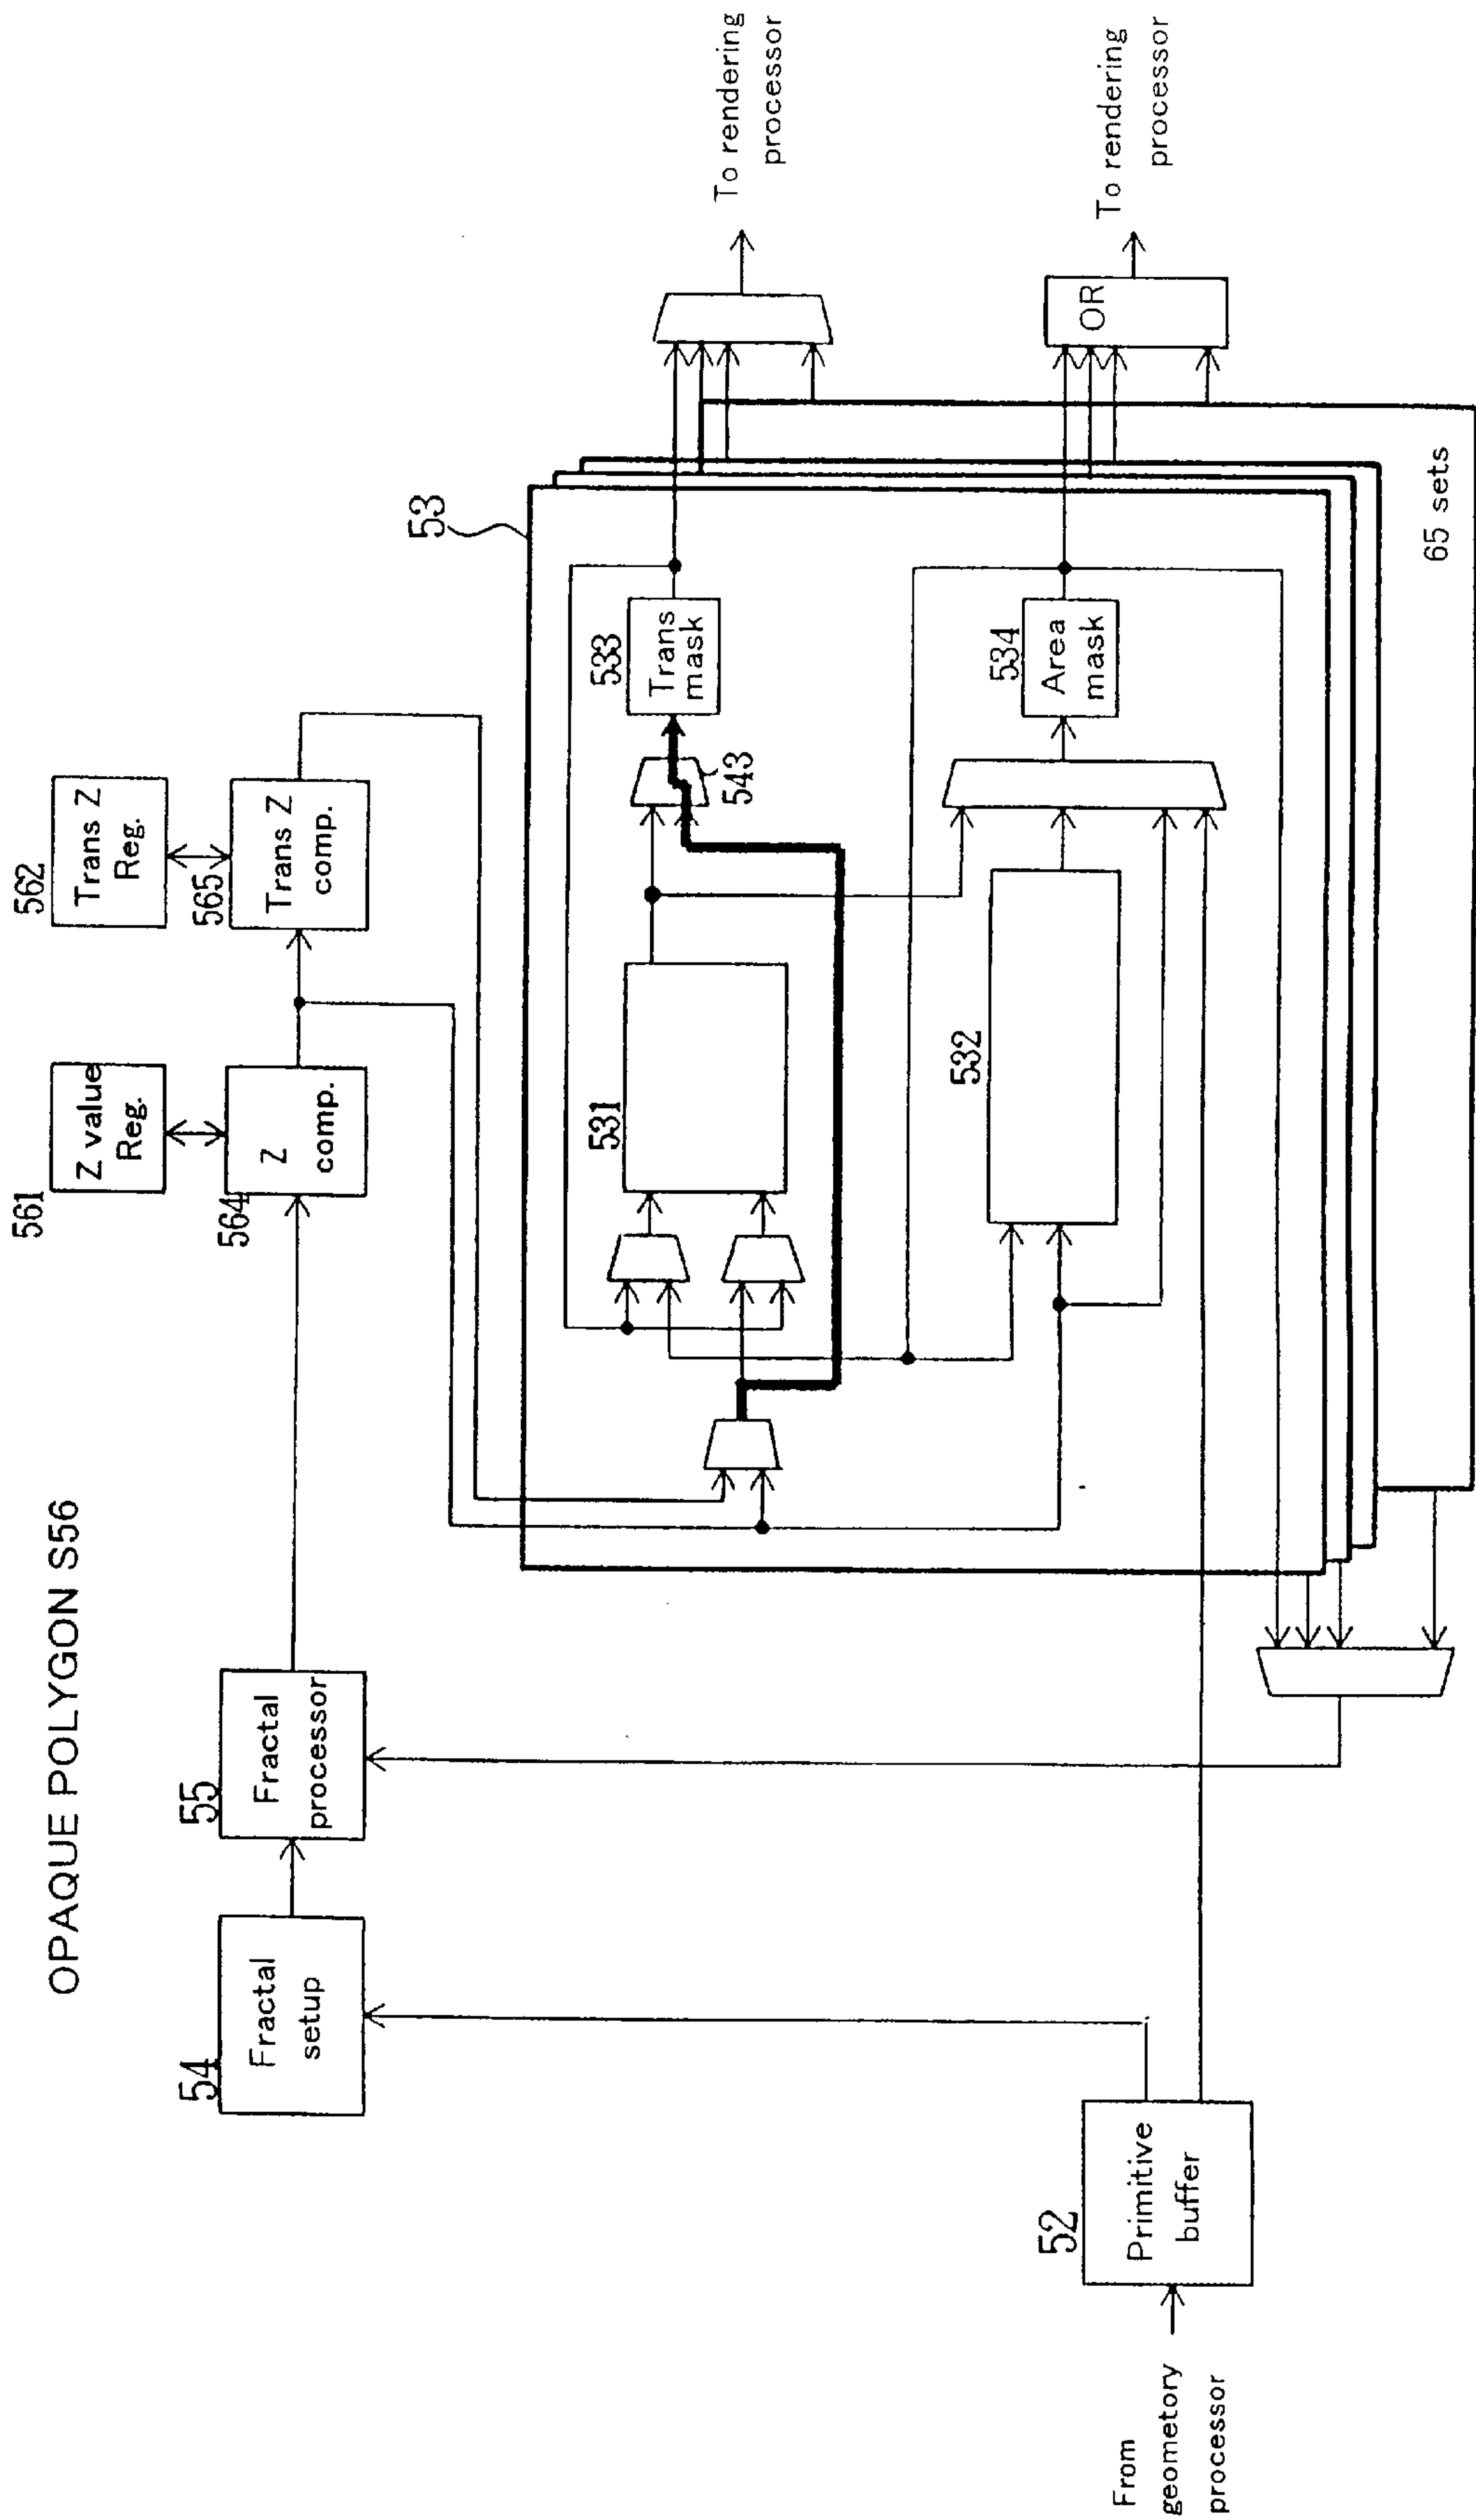 OPAQUE POLYGON S56
561
Z value
Reg.
562
Trans Z
Reg.
54
Fractal
setup
55
Fractal
processor
564
Z
comp.
565
Trans Z
comp.
53
531
543
533
Trans
mask
To rendering
processor
532
534
Area
mask
OR
To rendering
processor
65 sets
52
Primitive
buffer
From
geometory
processor